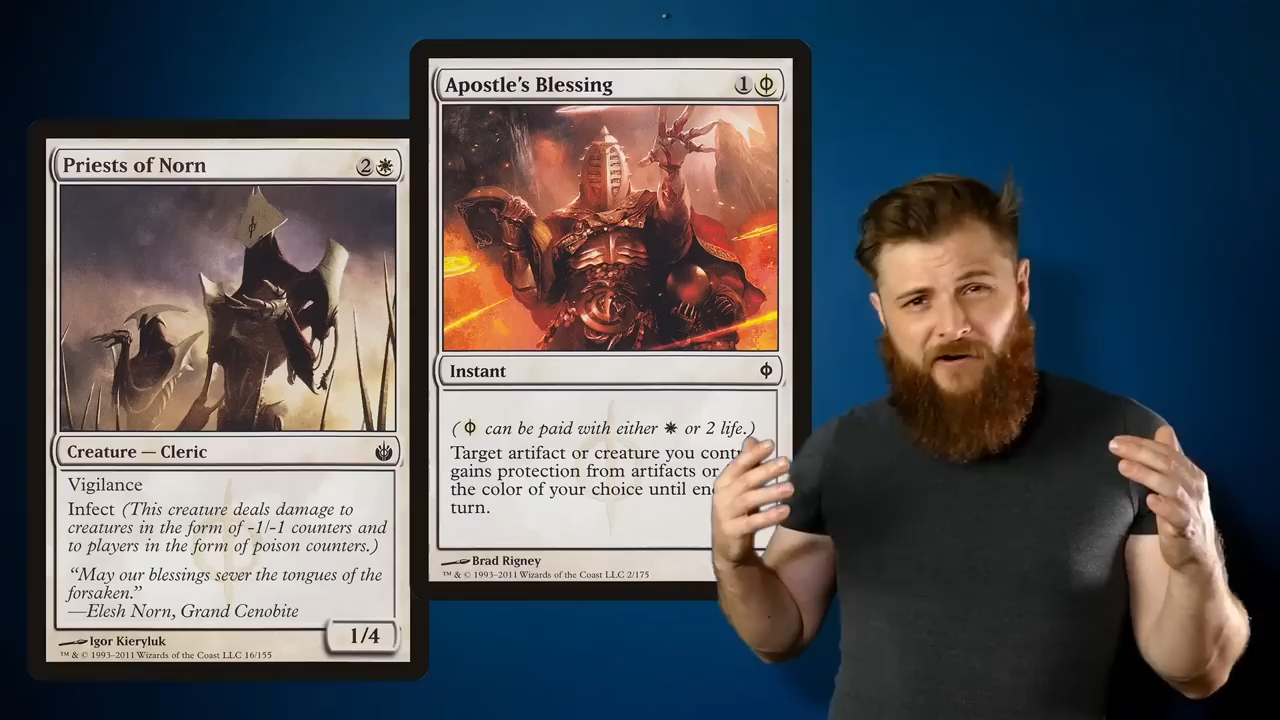 Priests of Norn
2
Creature — Cleric
Vigilance
Infect (This creature deals damage to
creatures in the form of -1/-1 counters and
to players in the form of poison counters.)
“May our blessings sever the tongues of the
forsaken.”
—Elesh Norn, Grand Cenobite
1/4
Igor Kieryluk
™ & © 1993–2011 Wizards of the Coast LLC 16/155
Apostle's Blessing
1
Instant
( can be paid with either or 2 life.)
Target artifact or creature you
gains protection from artifacts or
the color of your choice until
turn.
Brad Rigney
™ & © 1993–2011 Wizards of the Coast LLC 2/175